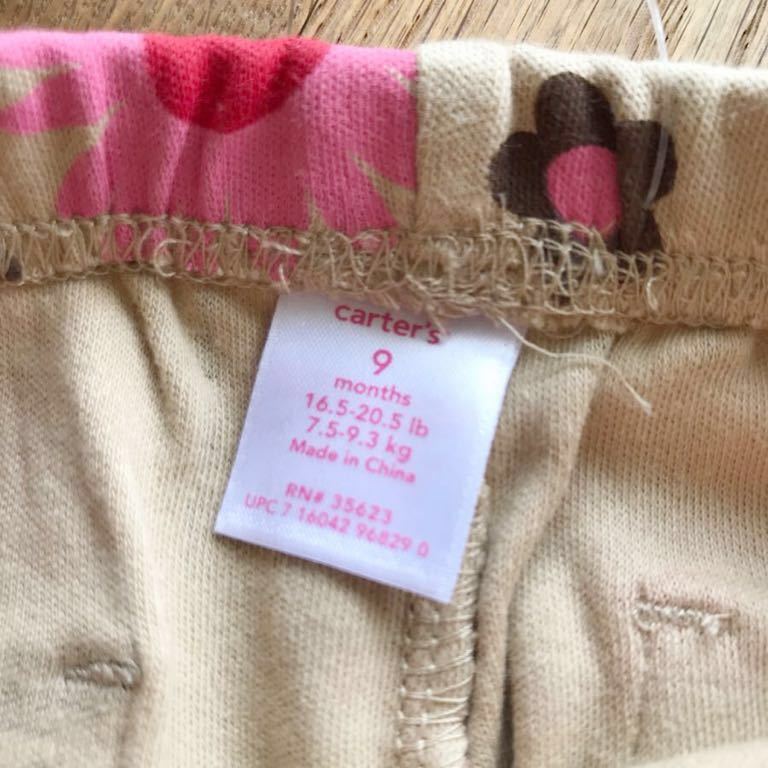 carter's
9
months
16.5-20.5 lb
7.5-9.3 kg
Made in China
RN# 35623
UPC 7 16042 96829 0